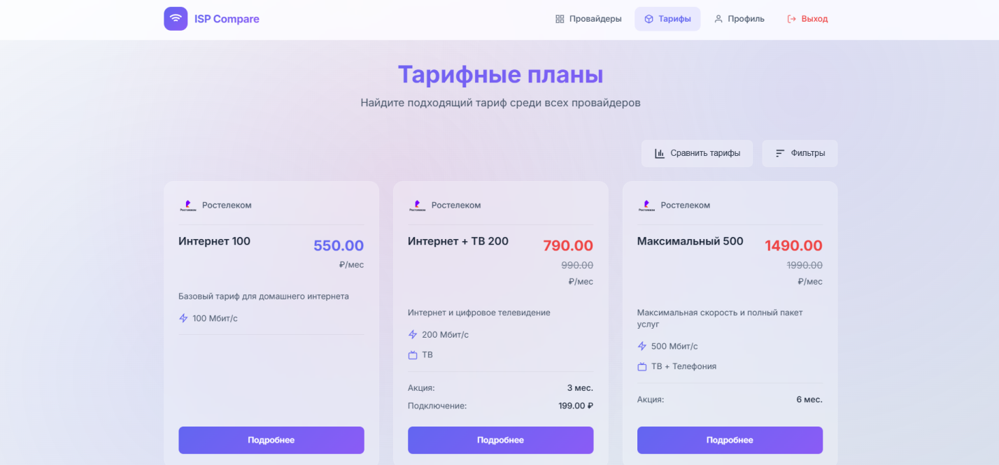 ISP Compare
Провайдеры
Тарифы
Профиль
Выход
Тарифные планы
Найдите подходящий тариф среди всех провайдеров
Сравнить тарифы
Фильтры
Ростелеком
Ростелеком
Интернет 100
550.00
₽/мес
Базовый тариф для домашнего интернета
100 Мбит/с
Подробнее
Ростелеком
Ростелеком
Интернет + ТВ 200
790.00
990.00
₽/мес
Интернет и цифровое телевидение
200 Мбит/с
ТВ
Акция: 3 мес.
Подключение: 199.00 ₽
Подробнее
Ростелеком
Ростелеком
Максимальный 500
1490.00
1990.00
₽/мес
Максимальная скорость и полный пакет
услуг
500 Мбит/с
ТВ + Телефония
Акция: 6 мес.
Подробнее